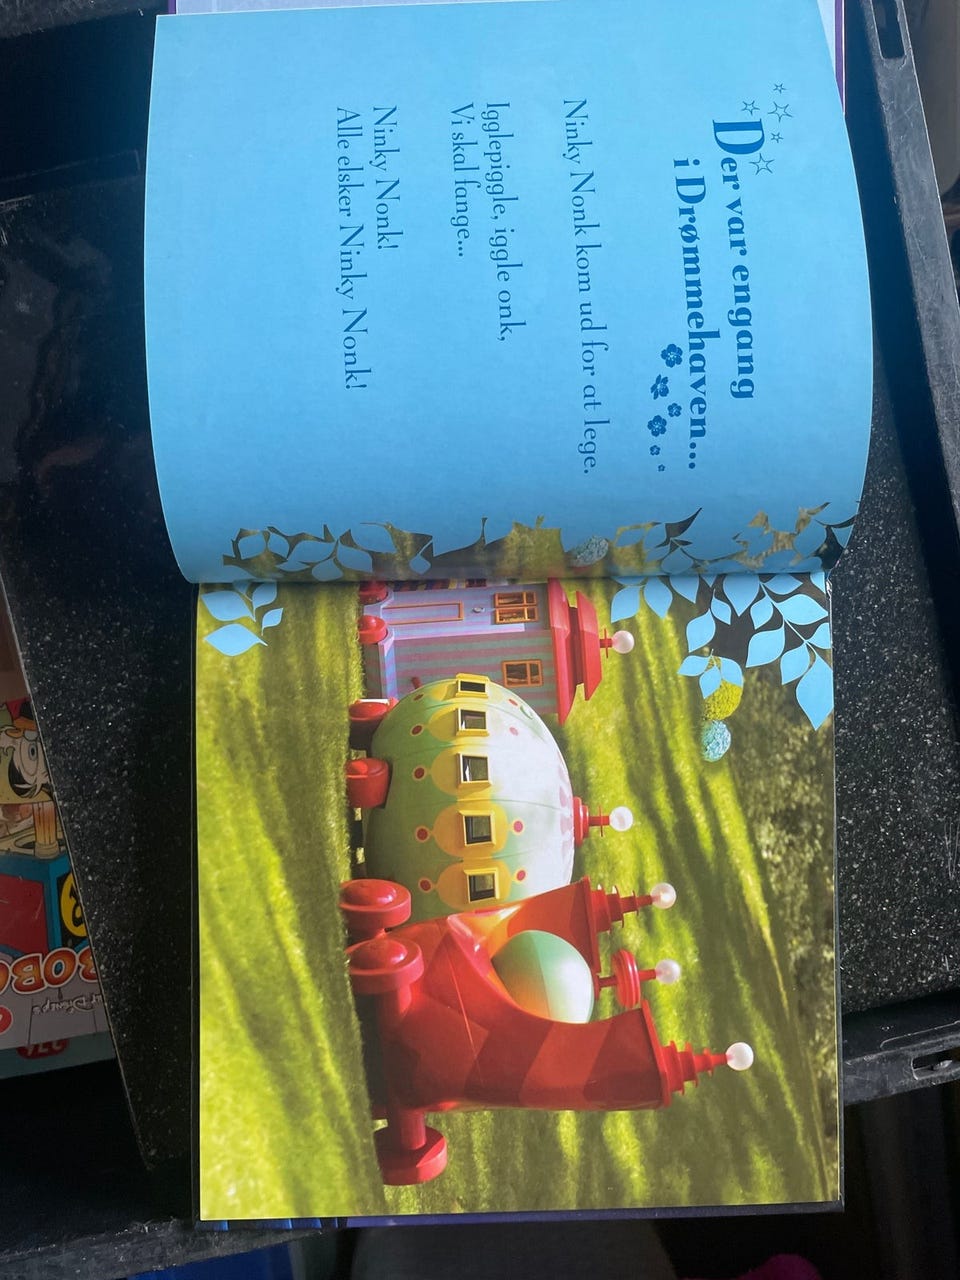 Der var engang
i Drømmehaven...
Ninky Nonk kom ud for at lege.
Igglepiggle, iggle onk,
Vi skal fange...
Ninky Nonk!
Alle elsker Ninky Nonk!